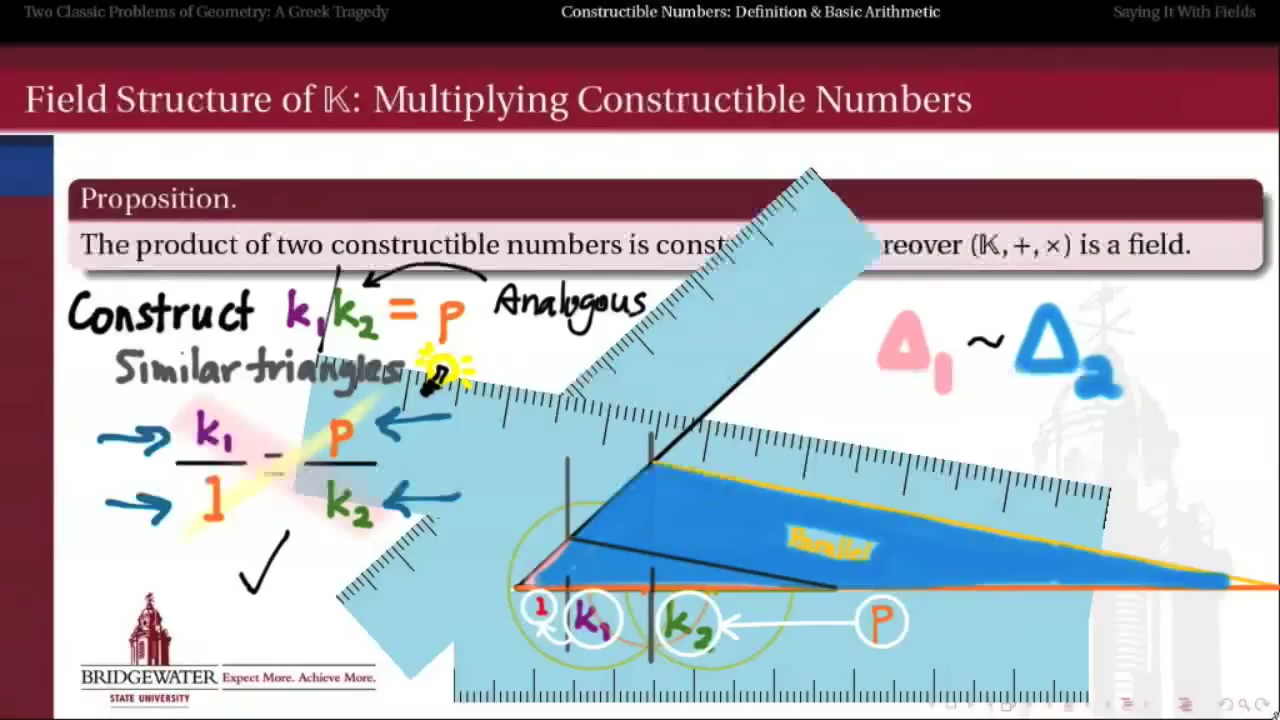 Two Classic Problems of Geometry: A Greek Tragedy Constructible Numbers: Definition & Basic Arithmetic Saying It With Fields
Field Structure of 𝕂: Multiplying Constructible Numbers
Proposition.
The product of two constructible numbers is const reover (𝕂, +, ×) is a field.
Construct k₁k₂ = p Analogous
Similar triangles
Δ₁ ~ Δ₂
k₁ = p
1 k₂
Parallel
1 k₁ k₂ p
BRIDGEWATER Expect More. Achieve More.
STATE UNIVERSITY